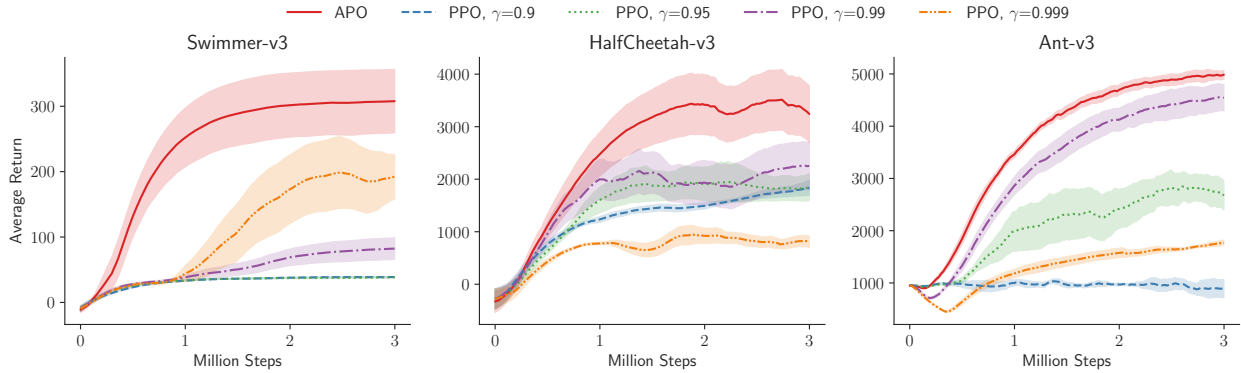 APO PPO, γ=0.9 PPO, γ=0.95 PPO, γ=0.99 PPO, γ=0.999
Swimmer-v3 HalfCheetah-v3 Ant-v3
Average Return
300
200
100
0
0 1 2 3
Million Steps
4000
3000
2000
1000
0
0 1 2 3
Million Steps
5000
4000
3000
2000
1000
0 1 2 3
Million Steps